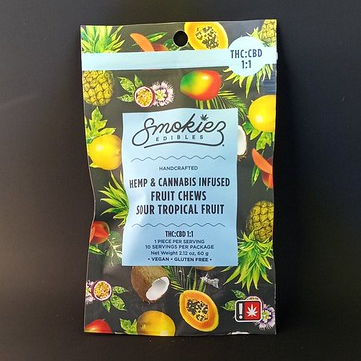 THC:CBD
1:1
Smokiez
EDIBLES
HANDCRAFTED
HEMP & CANNABIS INFUSED
FRUIT CHEWS
SOUR TROPICAL FRUIT
THC:CBD 1:1
1 PIECE PER SERVING
10 SERVINGS PER PACKAGE
Net Weight 2.12 oz, 60 g
• VEGAN • GLUTEN FREE •
!